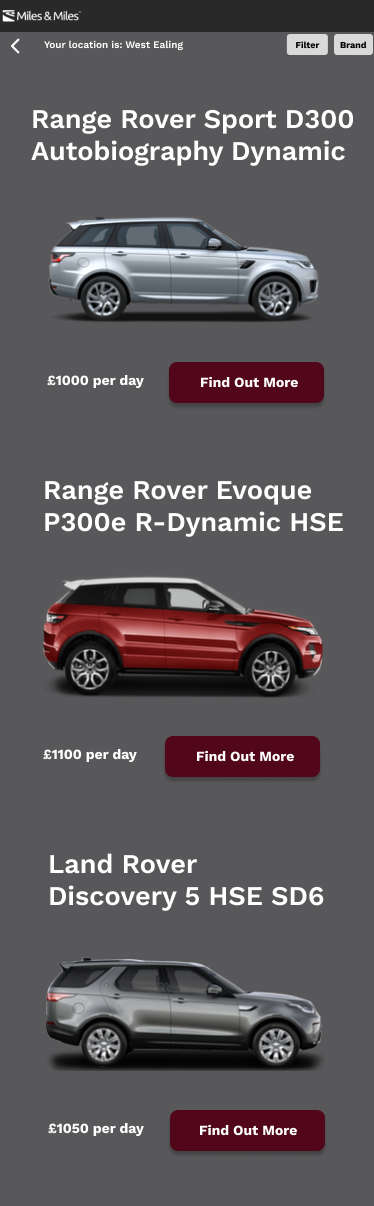 Miles & Miles
Your location is: West Ealing
Filter
Brand
Range Rover Sport D300
Autobiography Dynamic
£1000 per day
Find Out More
Range Rover Evoque
P300e R-Dynamic HSE
£1100 per day
Find Out More
Land Rover
Discovery 5 HSE SD6
£1050 per day
Find Out More